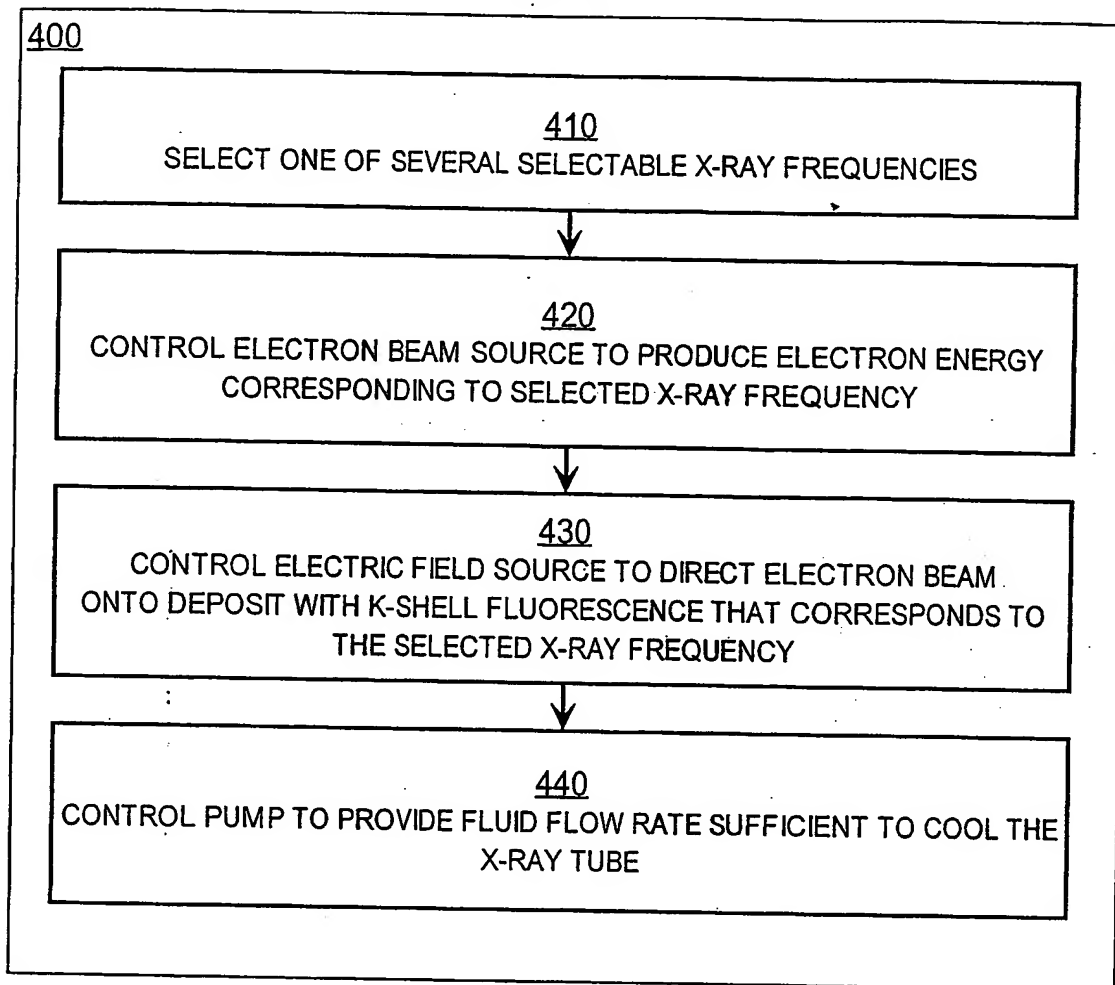 400
410
SELECT ONE OF SEVERAL SELECTABLE X-RAY FREQUENCIES
420
CONTROL ELECTRON BEAM SOURCE TO PRODUCE ELECTRON ENERGY
CORRESPONDING TO SELECTED X-RAY FREQUENCY
430
CONTROL ELECTRIC FIELD SOURCE TO DIRECT ELECTRON BEAM
ONTO DEPOSIT WITH K-SHELL FLUORESCENCE THAT CORRESPONDS TO
THE SELECTED X-RAY FREQUENCY
440
CONTROL PUMP TO PROVIDE FLUID FLOW RATE SUFFICIENT TO COOL THE
X-RAY TUBE